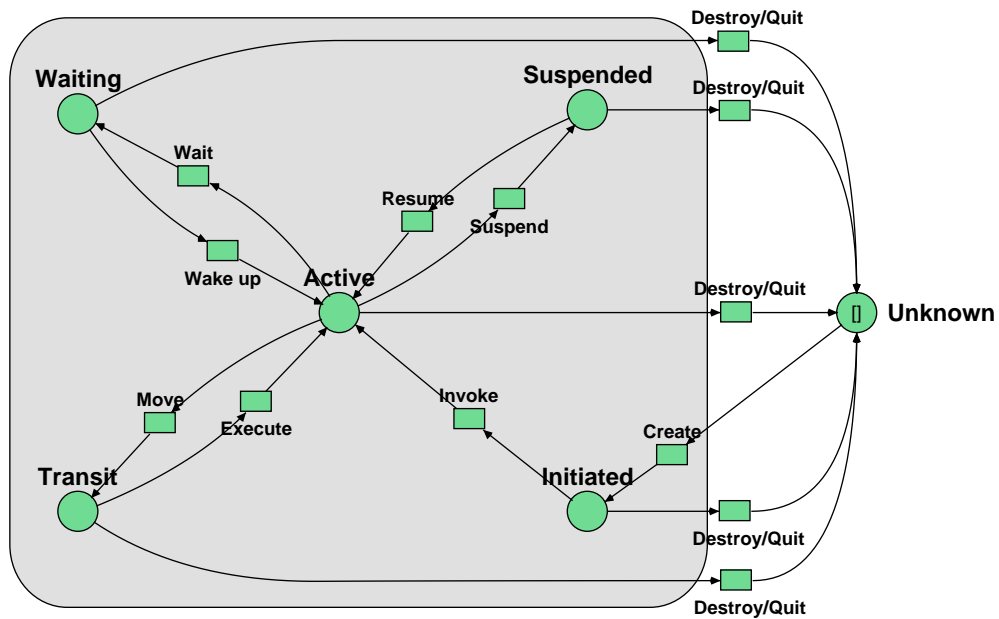 Destroy/Quit
Waiting
Suspended
Destroy/Quit
Wait
Resume
Suspend
Wake up
Active
Destroy/Quit
[]
Unknown
Move
Invoke
Execute
Create
Transit
Initiated
Destroy/Quit
Destroy/Quit